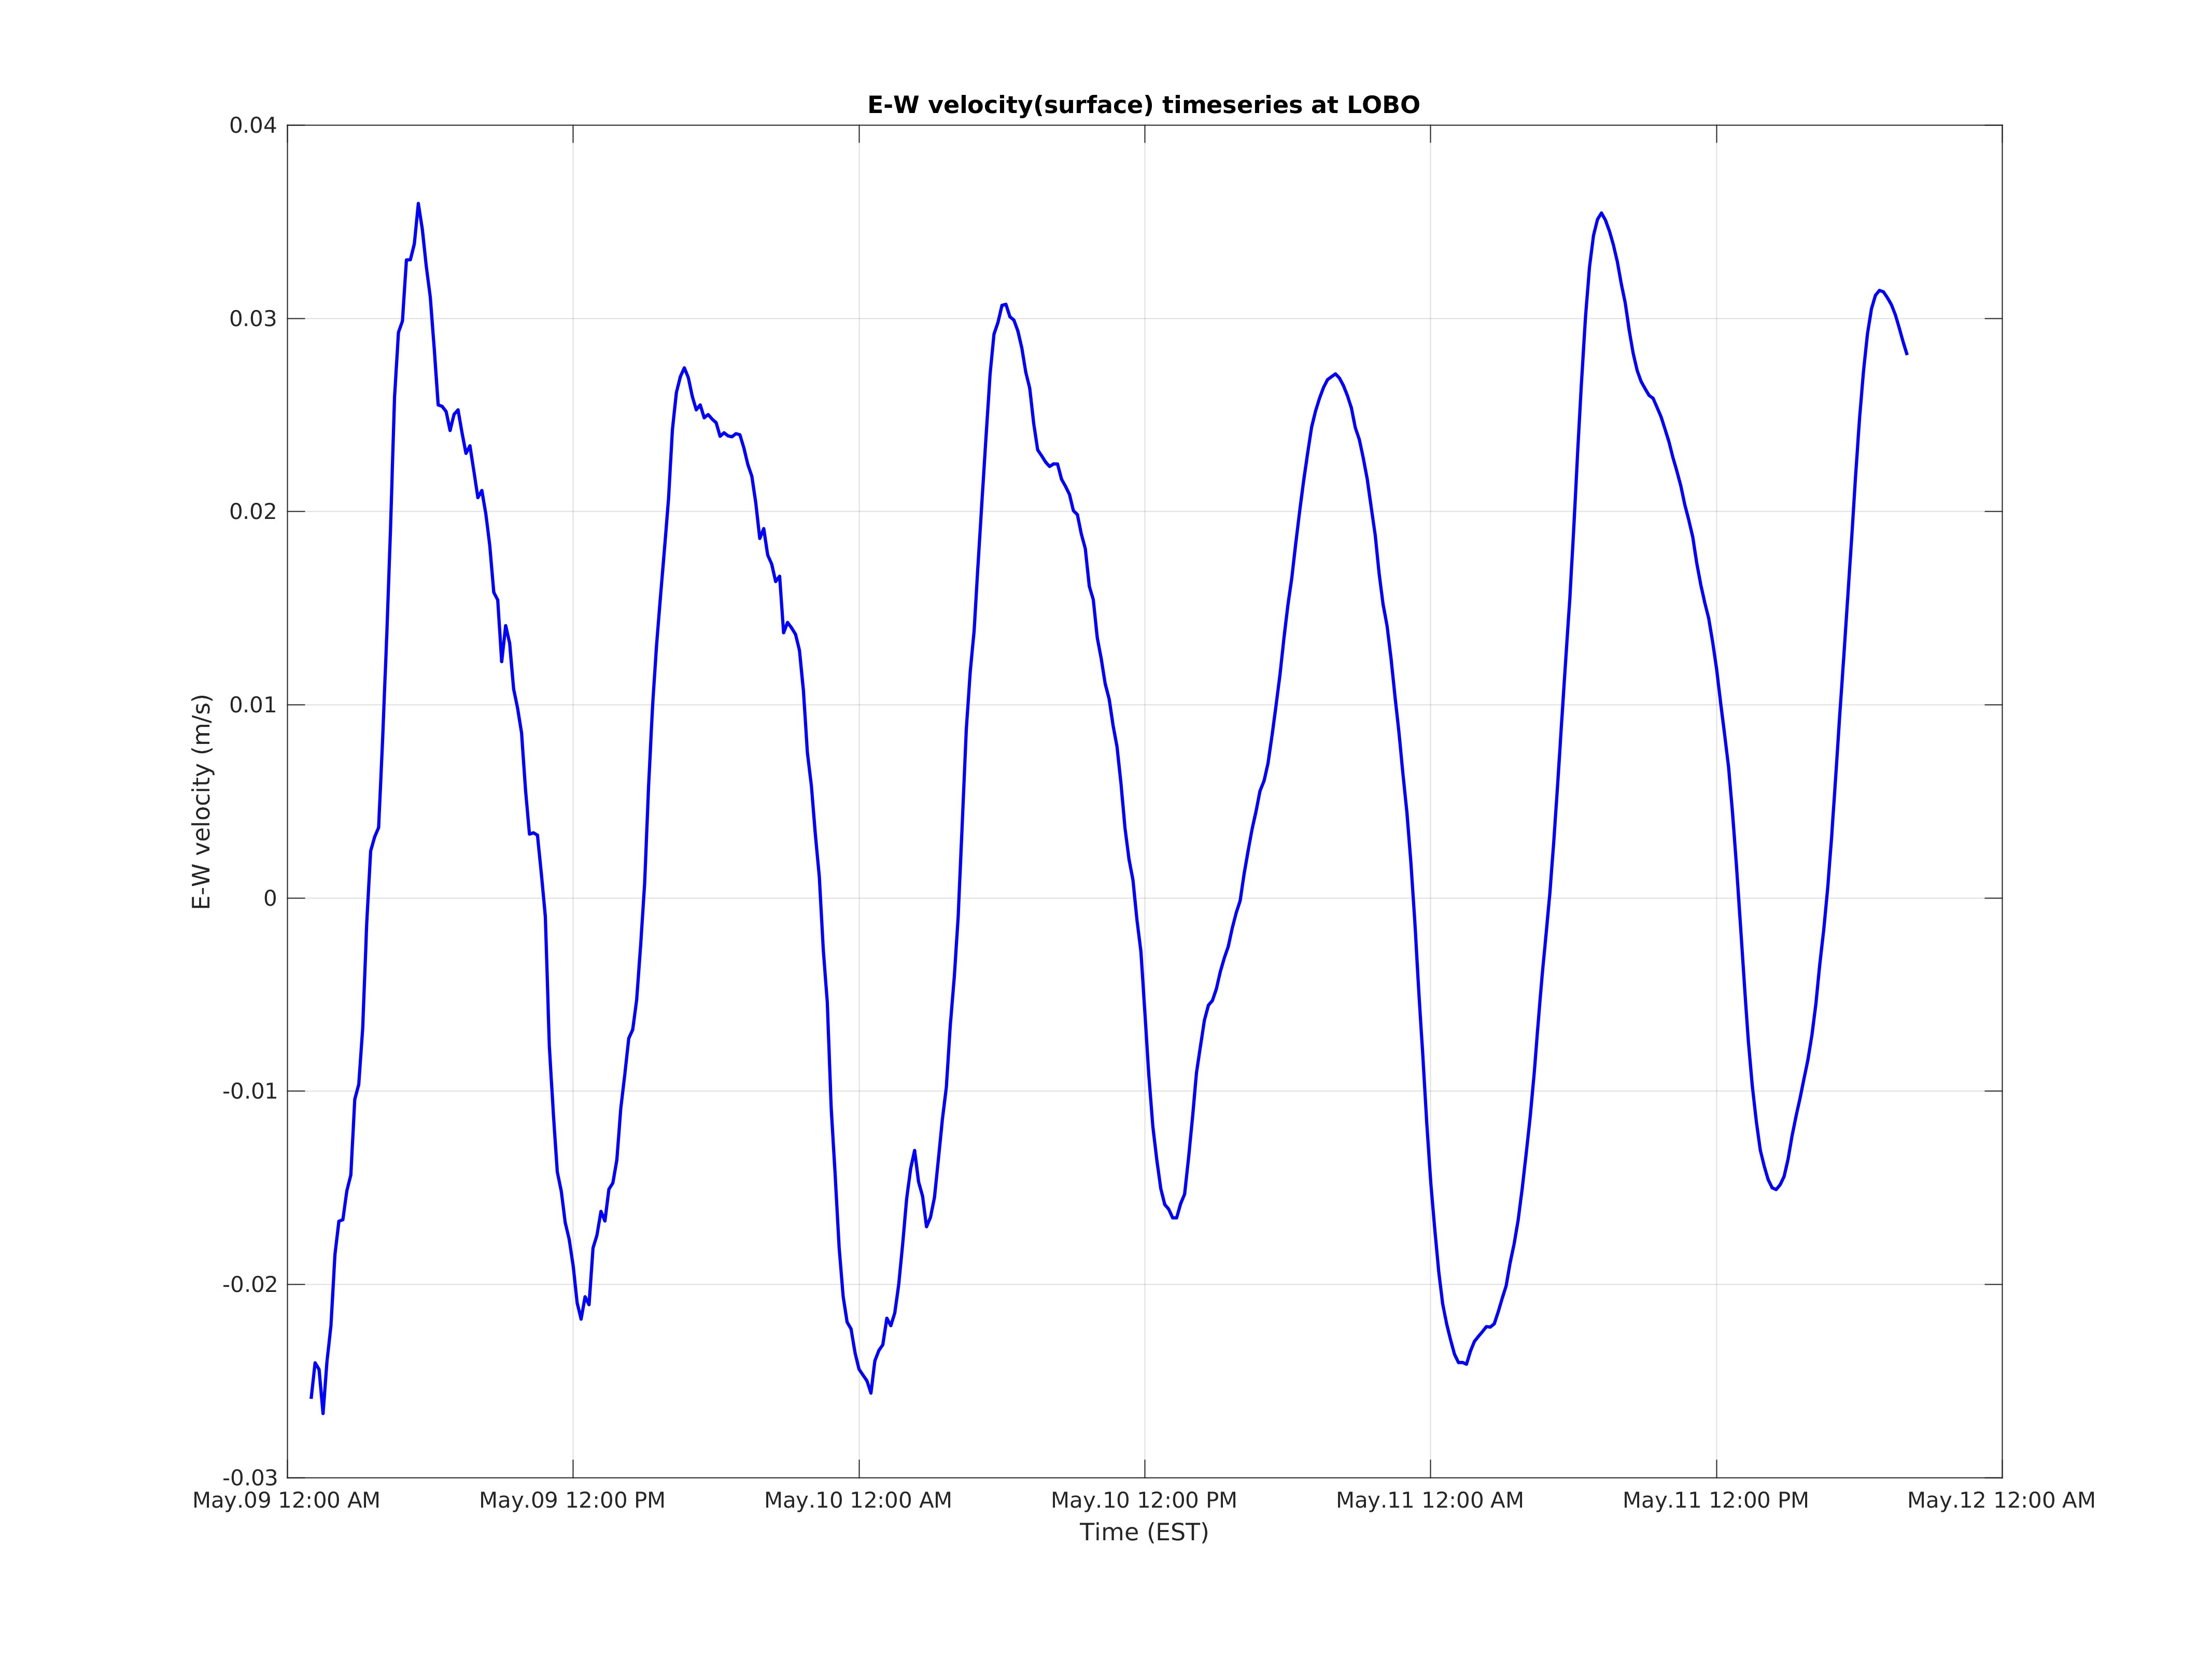 E-W velocity(surface) timeseries at LOBO
0.04
0.03
0.02
0.01
0
-0.01
-0.02
-0.03
E-W velocity (m/s)
May.09 12:00 AM May.09 12:00 PM May.10 12:00 AM May.10 12:00 PM May.11 12:00 AM May.11 12:00 PM May.12 12:00 AM
Time (EST)